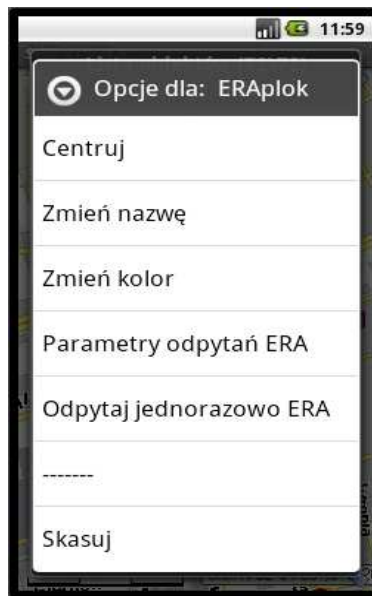 11:59
Opcje dla: ERAplok
Centruj
Zmień nazwę
Zmień kolor
Parametry odpytań ERA
Odpytaj jednorazowo ERA
-------
Skasuj